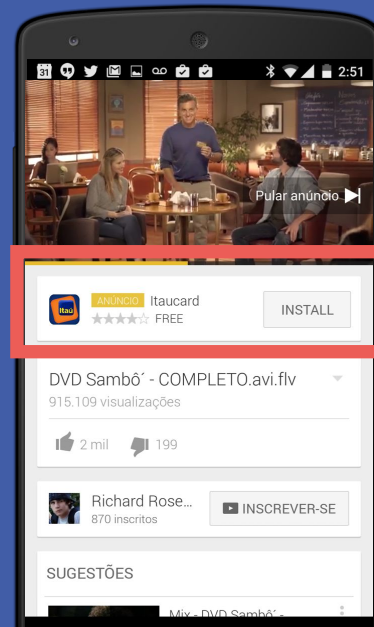 31
2:51
Pular anúncio
Itaú
ANÚNCIO Itaucard
FREE
INSTALL
DVD Sambô´ - COMPLETO.avi.flv
915.109 visualizações
2 mil
199
Richard Rose...
870 inscritos
INSCREVER-SE
SUGESTÕES
Mix - DVD Sambô´ -